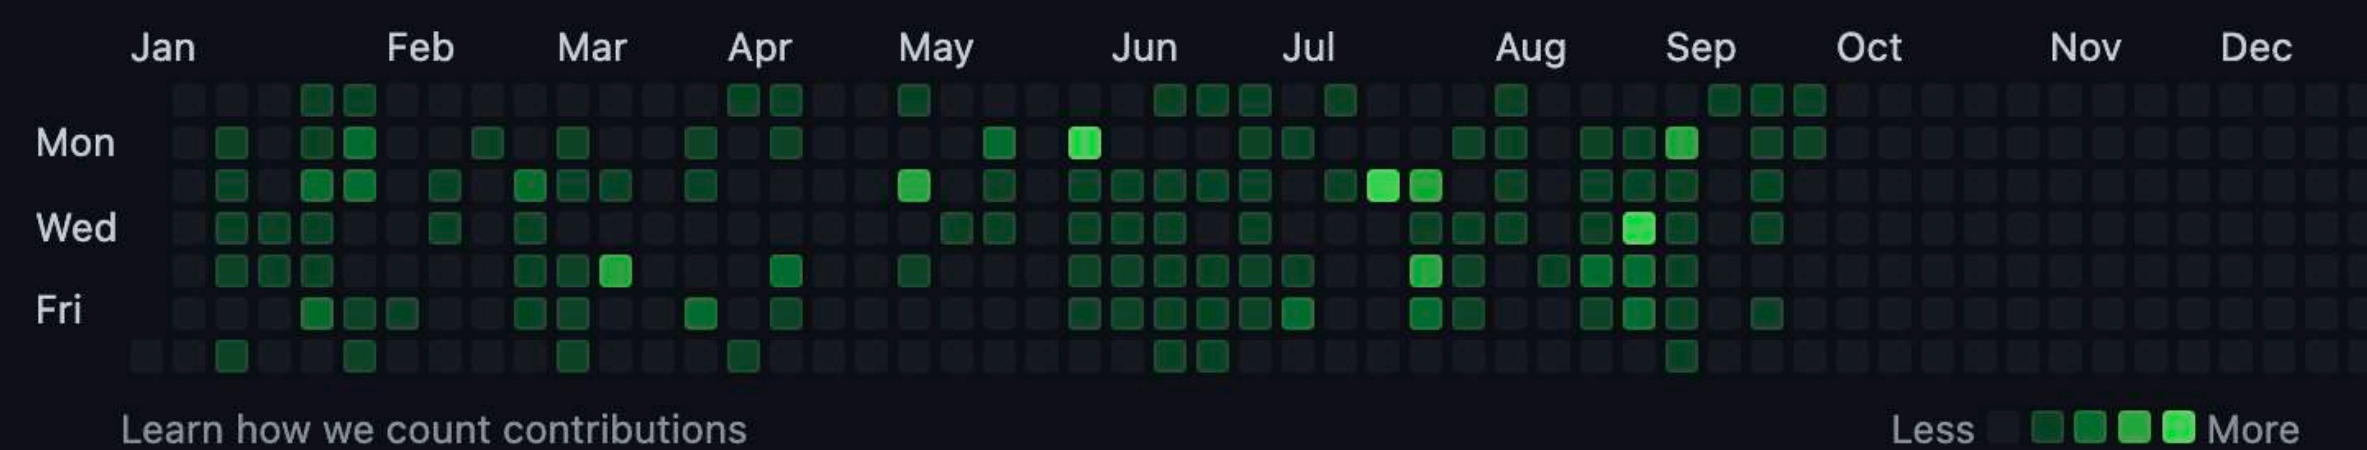 Jan Feb Mar Apr May Jun Jul Aug Sep Oct Nov Dec
Mon
Wed
Fri
Learn how we count contributions
Less More